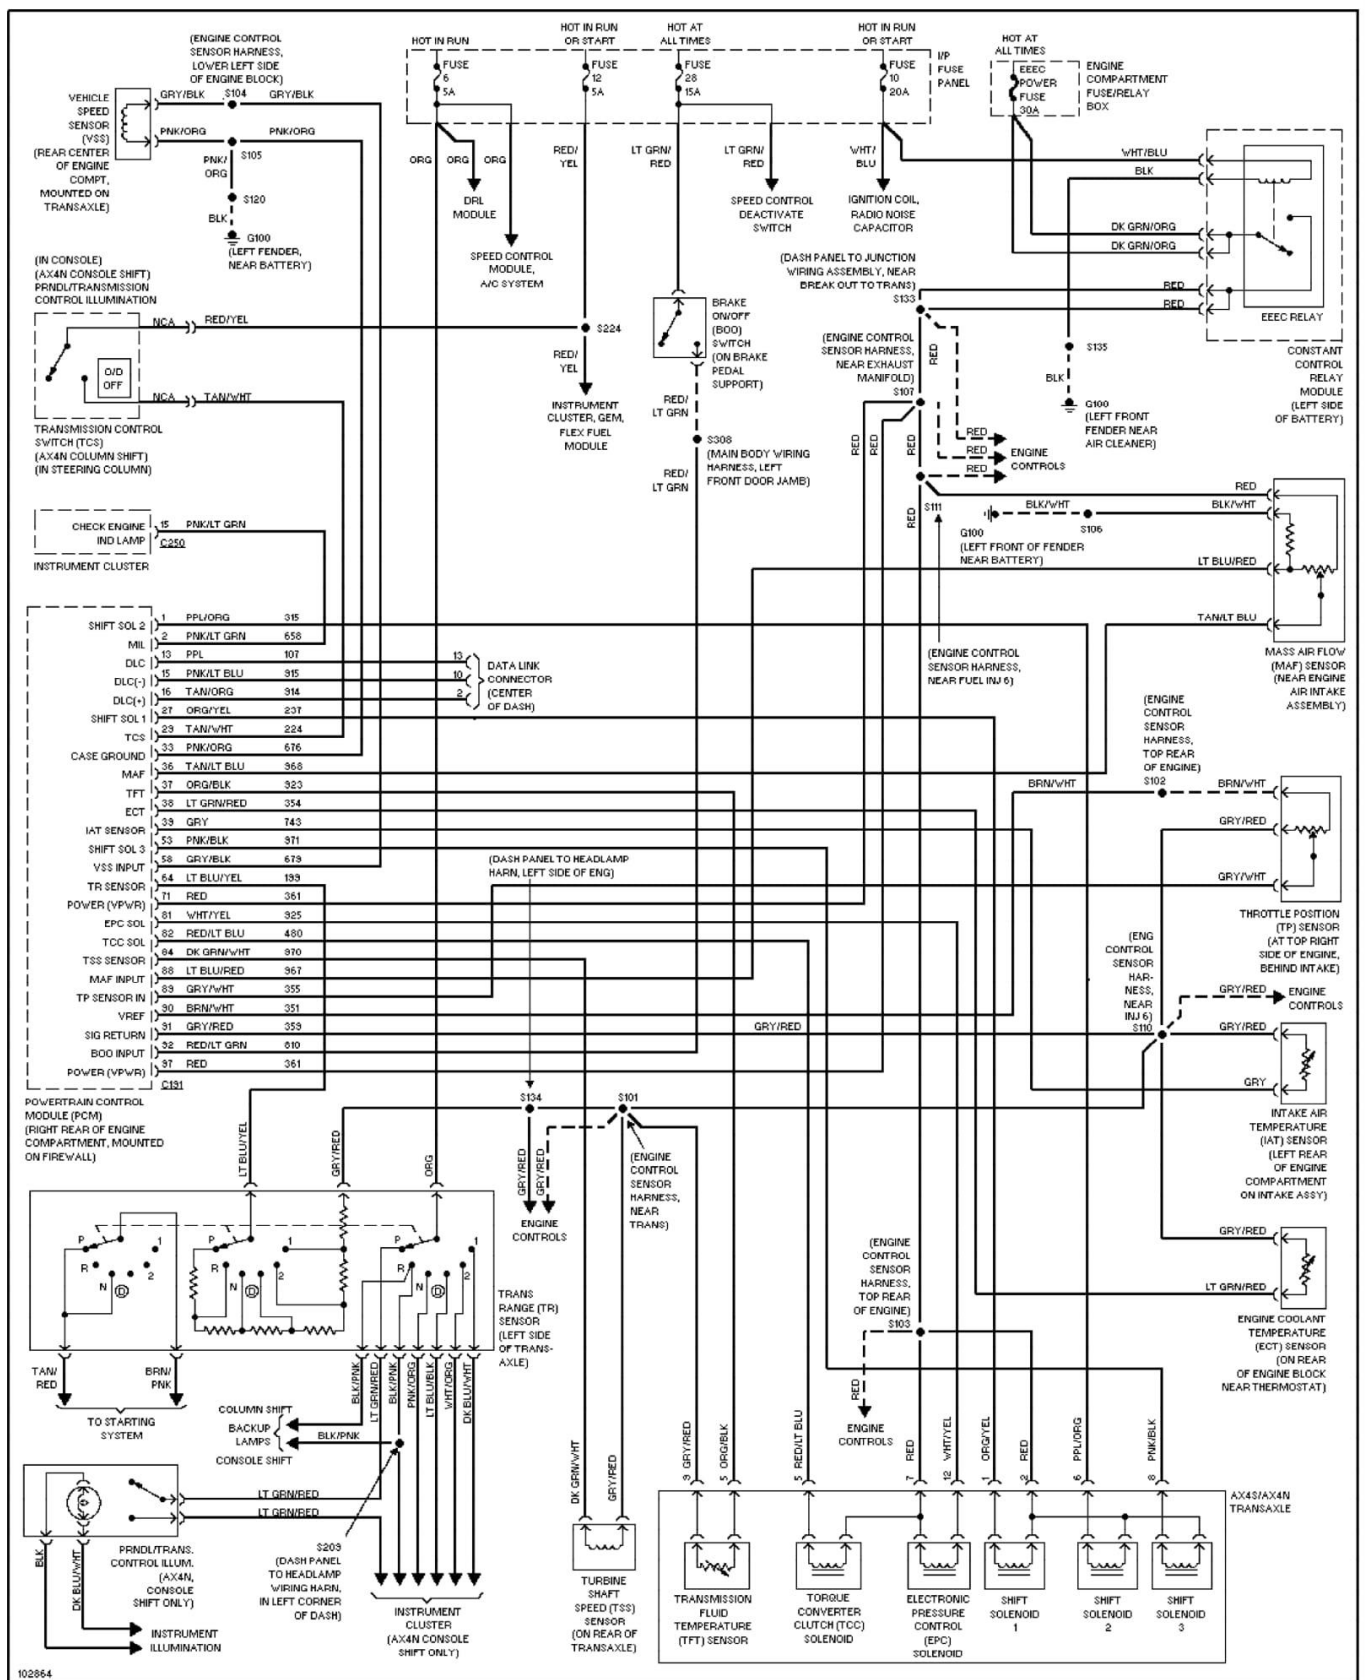 (ENGINE CONTROL
SENSOR HARNESS,
LOWER LEFT SIDE
OF ENGINE BLOCK)
GRY/BLK
S104
GRY/BLK
VEHICLE
SPEED
SENSOR
(VSS)
(REAR CENTER
OF ENGINE
COMPT,
MOUNTED ON
TRANSAXLE)
PNK/ORG
PNK/ORG
S105
PNK/
ORG
S120
BLK
G100
(LEFT FENDER,
NEAR BATTERY)
HOT IN RUN
HOT IN RUN
OR START
HOT AT
ALL TIMES
HOT IN RUN
OR START
HOT AT
ALL TIMES
FUSE
6
5A
FUSE
12
5A
FUSE
28
15A
FUSE
10
20A
I/P
FUSE
PANEL
EEEC
POWER
FUSE
30A
ENGINE
COMPARTMENT
FUSE/RELAY
BOX
ORG
ORG
ORG
RED/
YEL
LT GRN/
RED
LT GRN/
RED
WHT/
BLU
DRL
MODULE
SPEED CONTROL
MODULE,
A/C SYSTEM
SPEED CONTROL
DEACTIVATE
SWITCH
IGNITION COIL,
RADIO NOISE
CAPACITOR
WHT/BLU
BLK
DK GRN/ORG
DK GRN/ORG
RED
RED
EEEC RELAY
CONSTANT
CONTROL
RELAY
MODULE
(LEFT SIDE
OF BATTERY)
(DASH PANEL TO JUNCTION
WIRING ASSEMBLY, NEAR
BREAK OUT TO TRANS)
S133
(IN CONSOLE)
(AX4N CONSOLE SHIFT)
PRNDL/TRANSMISSION
CONTROL ILLUMINATION
NCA
RED/YEL
O/D
OFF
NCA
TAN/WHT
TRANSMISSION CONTROL
SWITCH (TCS)
(AX4N COLUMN SHIFT)
(IN STEERING COLUMN)
S224
RED/
YEL
INSTRUMENT
CLUSTER, GEM,
FLEX FUEL
MODULE
BRAKE
ON/OFF
(BOO)
SWITCH
(ON BRAKE
PEDAL
SUPPORT)
RED/
LT GRN
S308
(MAIN BODY WIRING
HARNESS, LEFT
FRONT DOOR JAMB)
RED/
LT GRN
(ENGINE CONTROL
SENSOR HARNESS,
NEAR EXHAUST
MANIFOLD)
S107
RED
RED
RED
RED
RED
RED
RED
RED
ENGINE
CONTROLS
S135
BLK
G100
(LEFT FRONT
FENDER NEAR
AIR CLEANER)
S111
G100
(LEFT FRONT OF FENDER
NEAR BATTERY)
BLK/WHT
S106
RED
BLK/WHT
LT BLU/RED
TAN/LT BLU
MASS AIR FLOW
(MAF) SENSOR
(NEAR ENGINE
AIR INTAKE
ASSEMBLY)
(ENGINE CONTROL
SENSOR HARNESS,
NEAR FUEL INJ 6)
CHECK ENGINE
IND LAMP
15 PNK/LT GRN
C250
INSTRUMENT CLUSTER
SHIFT SOL 2 1 PPL/ORG 315
MIL 2 PNK/LT GRN 658
DLC 13 PPL 107
DLC(-) 15 PNK/LT BLU 915
DLC(+) 16 TAN/ORG 914
SHIFT SOL 1 27 ORG/YEL 237
TCS 29 TAN/WHT 224
CASE GROUND 33 PNK/ORG 676
MAF 36 TAN/LT BLU 968
TFT 37 ORG/BLK 923
ECT 38 LT GRN/RED 354
IAT SENSOR 39 GRY 743
SHIFT SOL 3 53 PNK/BLK 971
VSS INPUT 58 GRY/BLK 679
TR SENSOR 64 LT BLU/YEL 199
POWER (VPWR) 71 RED 361
EPC SOL 81 WHT/YEL 925
TCC SOL 82 RED/LT BLU 480
TSS SENSOR 84 DK GRN/WHT 970
MAF INPUT 88 LT BLU/RED 967
TP SENSOR IN 89 GRY/WHT 355
VREF 90 BRN/WHT 351
SIG RETURN 91 GRY/RED 359
BOO INPUT 92 RED/LT GRN 810
POWER (VPWR) 97 RED 361
C191
POWERTRAIN CONTROL
MODULE (PCM)
(RIGHT REAR OF ENGINE
COMPARTMENT, MOUNTED
ON FIREWALL)
13
10
2
DATA LINK
CONNECTOR
(CENTER
OF DASH)
(DASH PANEL TO HEADLAMP
HARN, LEFT SIDE OF ENG)
(ENGINE
CONTROL
SENSOR
HARNESS,
TOP REAR
OF ENGINE)
S102
BRN/WHT
BRN/WHT
GRY/RED
GRY/WHT
THROTTLE POSITION
(TP) SENSOR
(AT TOP RIGHT
SIDE OF ENGINE,
BEHIND INTAKE)
(ENG
CONTROL
SENSOR
HAR-
NESS,
NEAR
INJ 6)
S110
GRY/RED
ENGINE
CONTROLS
GRY/RED
GRY/RED
GRY
INTAKE AIR
TEMPERATURE
(IAT) SENSOR
(LEFT REAR
OF ENGINE
COMPARTMENT
ON INTAKE ASSY)
GRY/RED
LT GRN/RED
ENGINE COOLANT
TEMPERATURE
(ECT) SENSOR
(ON REAR
OF ENGINE BLOCK
NEAR THERMOSTAT)
S134
S101
LT BLU/YEL
GRY/RED
ORG
GRY/RED
GRY/RED
ENGINE
CONTROLS
(ENGINE
CONTROL
SENSOR
HARNESS,
NEAR
TRANS)
P
R
N
D
2
1
P
R
N
D
2
1
P
R
N
D
2
1
TRANS
RANGE (TR)
SENSOR
(LEFT SIDE
OF TRANS-
AXLE)
TAN/
RED
BRN/
PNK
TO STARTING
SYSTEM
BLK/PNK
LT GRN/RED
BLK/PNK
PNK/ORG
LT BLU/BLK
WHT/ORG
DK BLU/WHT
COLUMN SHIFT
BACKUP
LAMPS
BLK/PNK
CONSOLE SHIFT
LT GRN/RED
LT GRN/RED
BLK
DK BLU/WHT
PRNDL/TRANS.
CONTROL ILLUM.
(AX4N,
CONSOLE
SHIFT ONLY)
INSTRUMENT
ILLUMINATION
S209
(DASH PANEL
TO HEADLAMP
WIRING HARN,
IN LEFT CORNER
OF DASH)
INSTRUMENT
CLUSTER
(AX4N CONSOLE
SHIFT ONLY)
DK GRN/WHT
GRY/RED
TURBINE
SHAFT
SPEED (TSS)
SENSOR
(ON REAR OF
TRANSAXLE)
(ENGINE
CONTROL
SENSOR
HARNESS,
TOP REAR
OF ENGINE)
S103
RED
ENGINE
CONTROLS
9 GRY/RED
5 ORG/BLK
5 RED/LT BLU
7 RED
12 WHT/YEL
1 ORG/YEL
2 RED
6 PPL/ORG
8 PNK/BLK
AX4S/AX4N
TRANSAXLE
TRANSMISSION
FLUID
TEMPERATURE
(TFT) SENSOR
TORQUE
CONVERTER
CLUTCH (TCC)
SOLENOID
ELECTRONIC
PRESSURE
CONTROL
(EPC)
SOLENOID
SHIFT
SOLENOID
1
SHIFT
SOLENOID
2
SHIFT
SOLENOID
3
102864